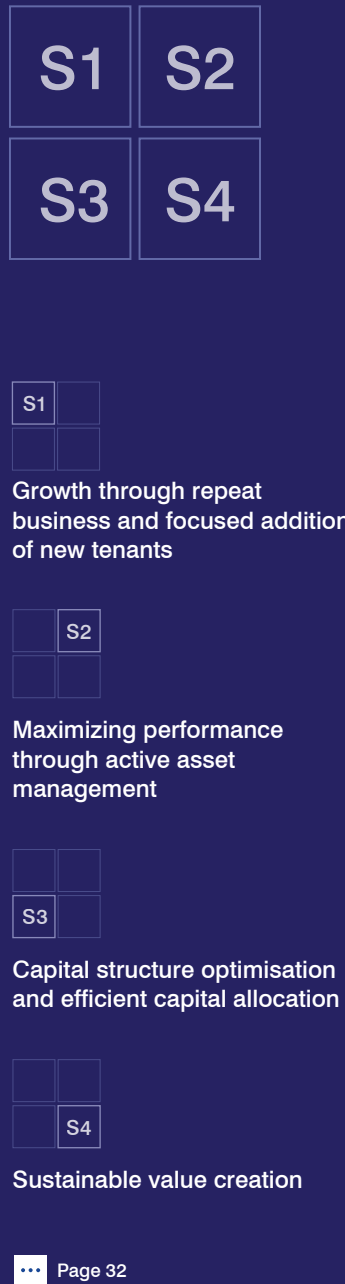 S1 S2
S3 S4
S1
Growth through repeat
business and focused addition
of new tenants
S2
Maximizing performance
through active asset
management
S3
Capital structure optimisation
and efficient capital allocation
S4
Sustainable value creation
Page 32